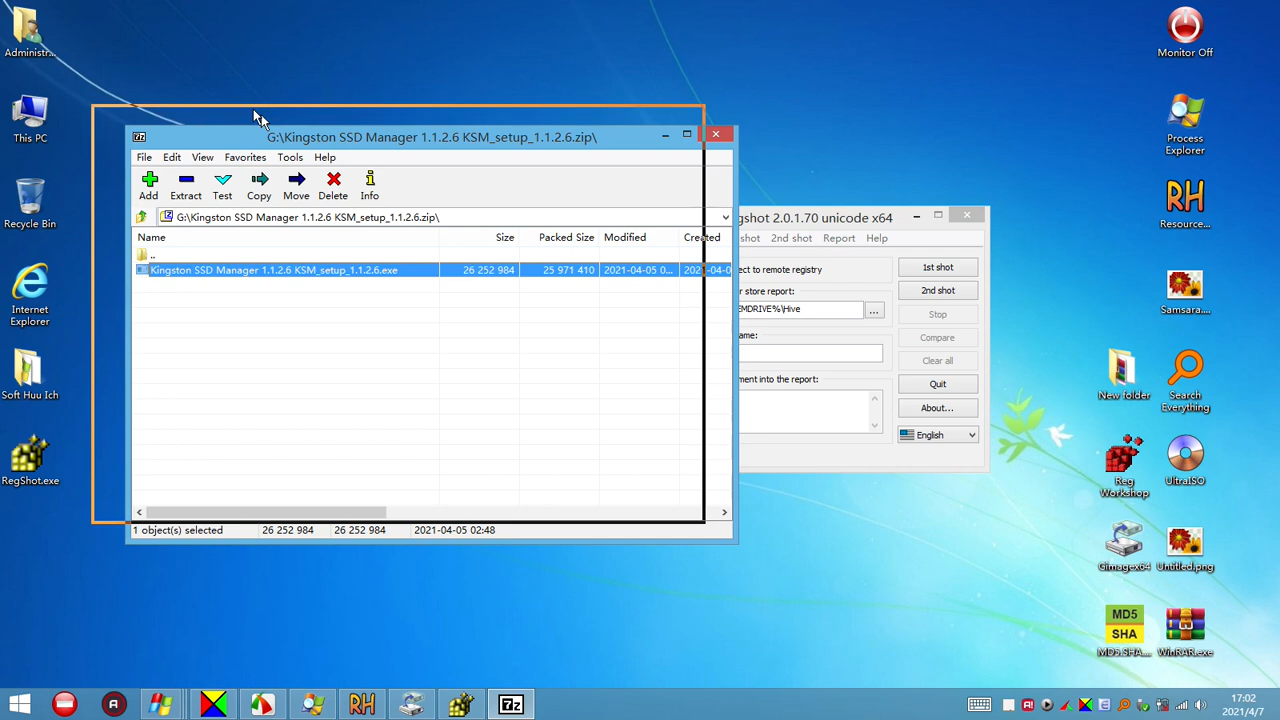 Administr...
This PC
Recycle Bin
Internet
Explorer
Soft Huu Ich
RegShot.exe
7z
G:\Kingston SSD Manager 1.1.2.6 KSM_setup_1.1.2.6.zip\
File Edit View Favorites Tools Help
Add Extract Test Copy Move Delete Info
G:\Kingston SSD Manager 1.1.2.6 KSM_setup_1.1.2.6.zip\
Name Size Packed Size Modified Created
..
Kingston SSD Manager 1.1.2.6 KSM_setup_1.1.2.6.exe 26 252 984 25 971 410 2021-04-05 0... 2021-04-0
1 object(s) selected 26 252 984 26 252 984 2021-04-05 02:48
gshot 2.0.1.70 unicode x64
shot 2nd shot Report Help
ect to remote registry
r store report:
EMDRIVE%\Hive
...
ame:
ment into the report:
1st shot
2nd shot
Stop
Compare
Clear all
Quit
About...
English
Monitor Off
Process
Explorer
RH
Resource...
Samsara....
New folder
Search
Everything
Reg
Workshop
UltraISO
Gimagex64
Untitled.png
MD5
SHA
MD5.SHA....
WinRAR.exe
RH
7z
17:02
2021/4/7